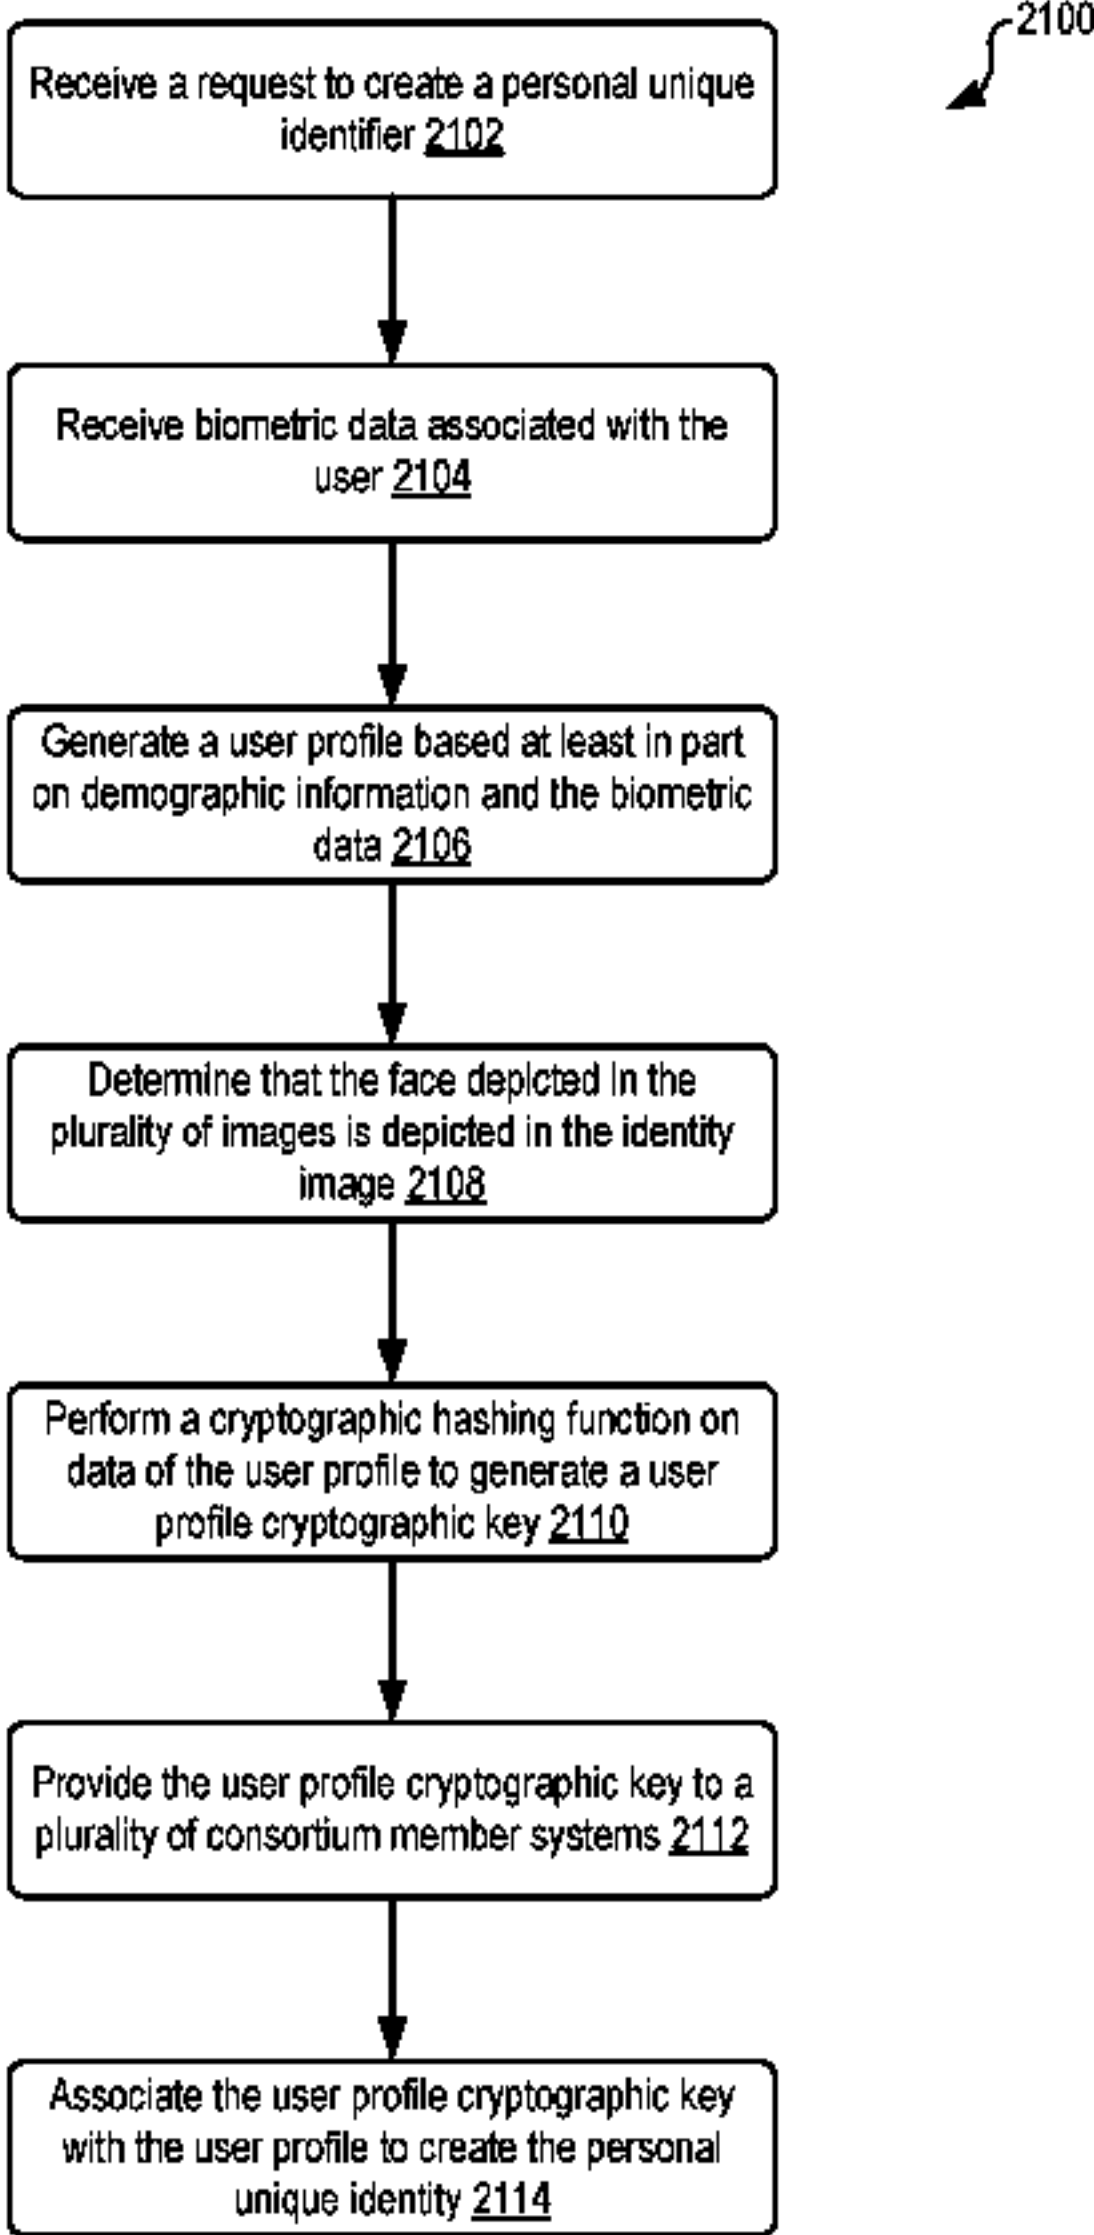 2100
Receive a request to create a personal unique
identifier 2102
Receive biometric data associated with the
user 2104
Generate a user profile based at least in part
on demographic information and the biometric
data 2106
Determine that the face depicted in the
plurality of images is depicted in the identity
image 2108
Perform a cryptographic hashing function on
data of the user profile to generate a user
profile cryptographic key 2110
Provide the user profile cryptographic key to a
plurality of consortium member systems 2112
Associate the user profile cryptographic key
with the user profile to create the personal
unique identity 2114